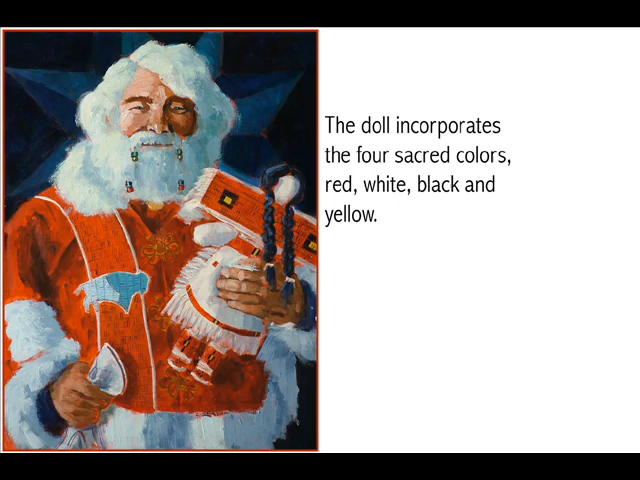 The doll incorporates
the four sacred colors,
red, white, black and
yellow.